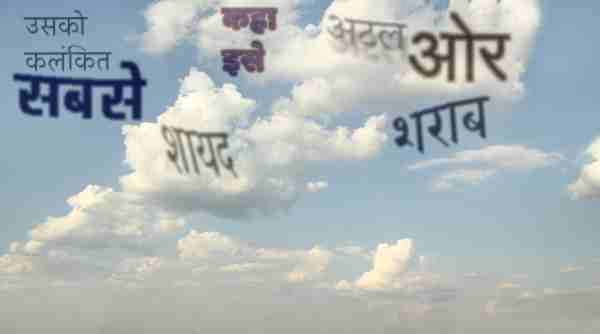 उसको
कलंकित
सबसे
शायद
कहा
इसे
अटल
ओर
शराब